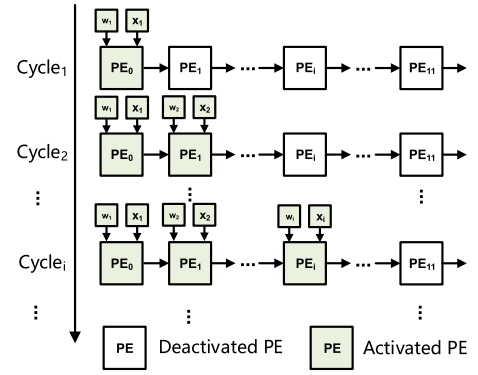 w₁ x₁
Cycle₁ PE₀ PE₁ ... PEᵢ ... PE₁₁
w₁ x₁ w₂ x₂
Cycle₂ PE₀ PE₁ ... PEᵢ ... PE₁₁
⋮ ⋮ ⋮
w₁ x₁ w₂ x₂ wᵢ xᵢ
Cycleᵢ PE₀ PE₁ ... PEᵢ ... PE₁₁
⋮ ⋮ ⋮
PE Deactivated PE PE Activated PE